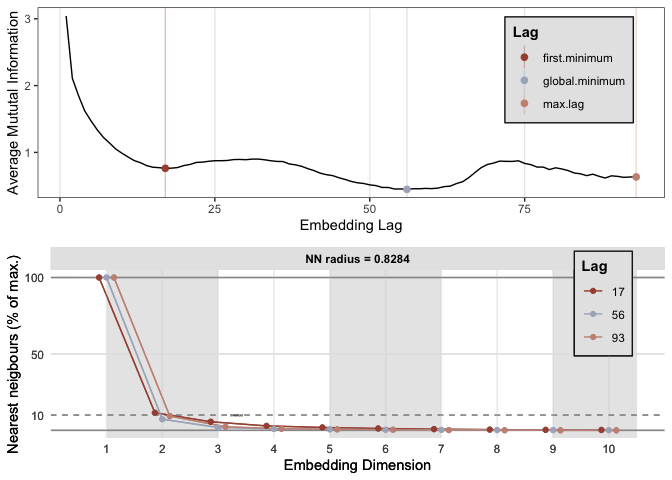 Average Mututal Information
3
2
1
Lag
first.minimum
global.minimum
max.lag
0
25
50
75
Embedding Lag
NN radius = 0.8284
Nearest neigbours (% of max.)
100
50
10
Lag
17
56
93
1
2
3
4
5
6
7
8
9
10
Embedding Dimension